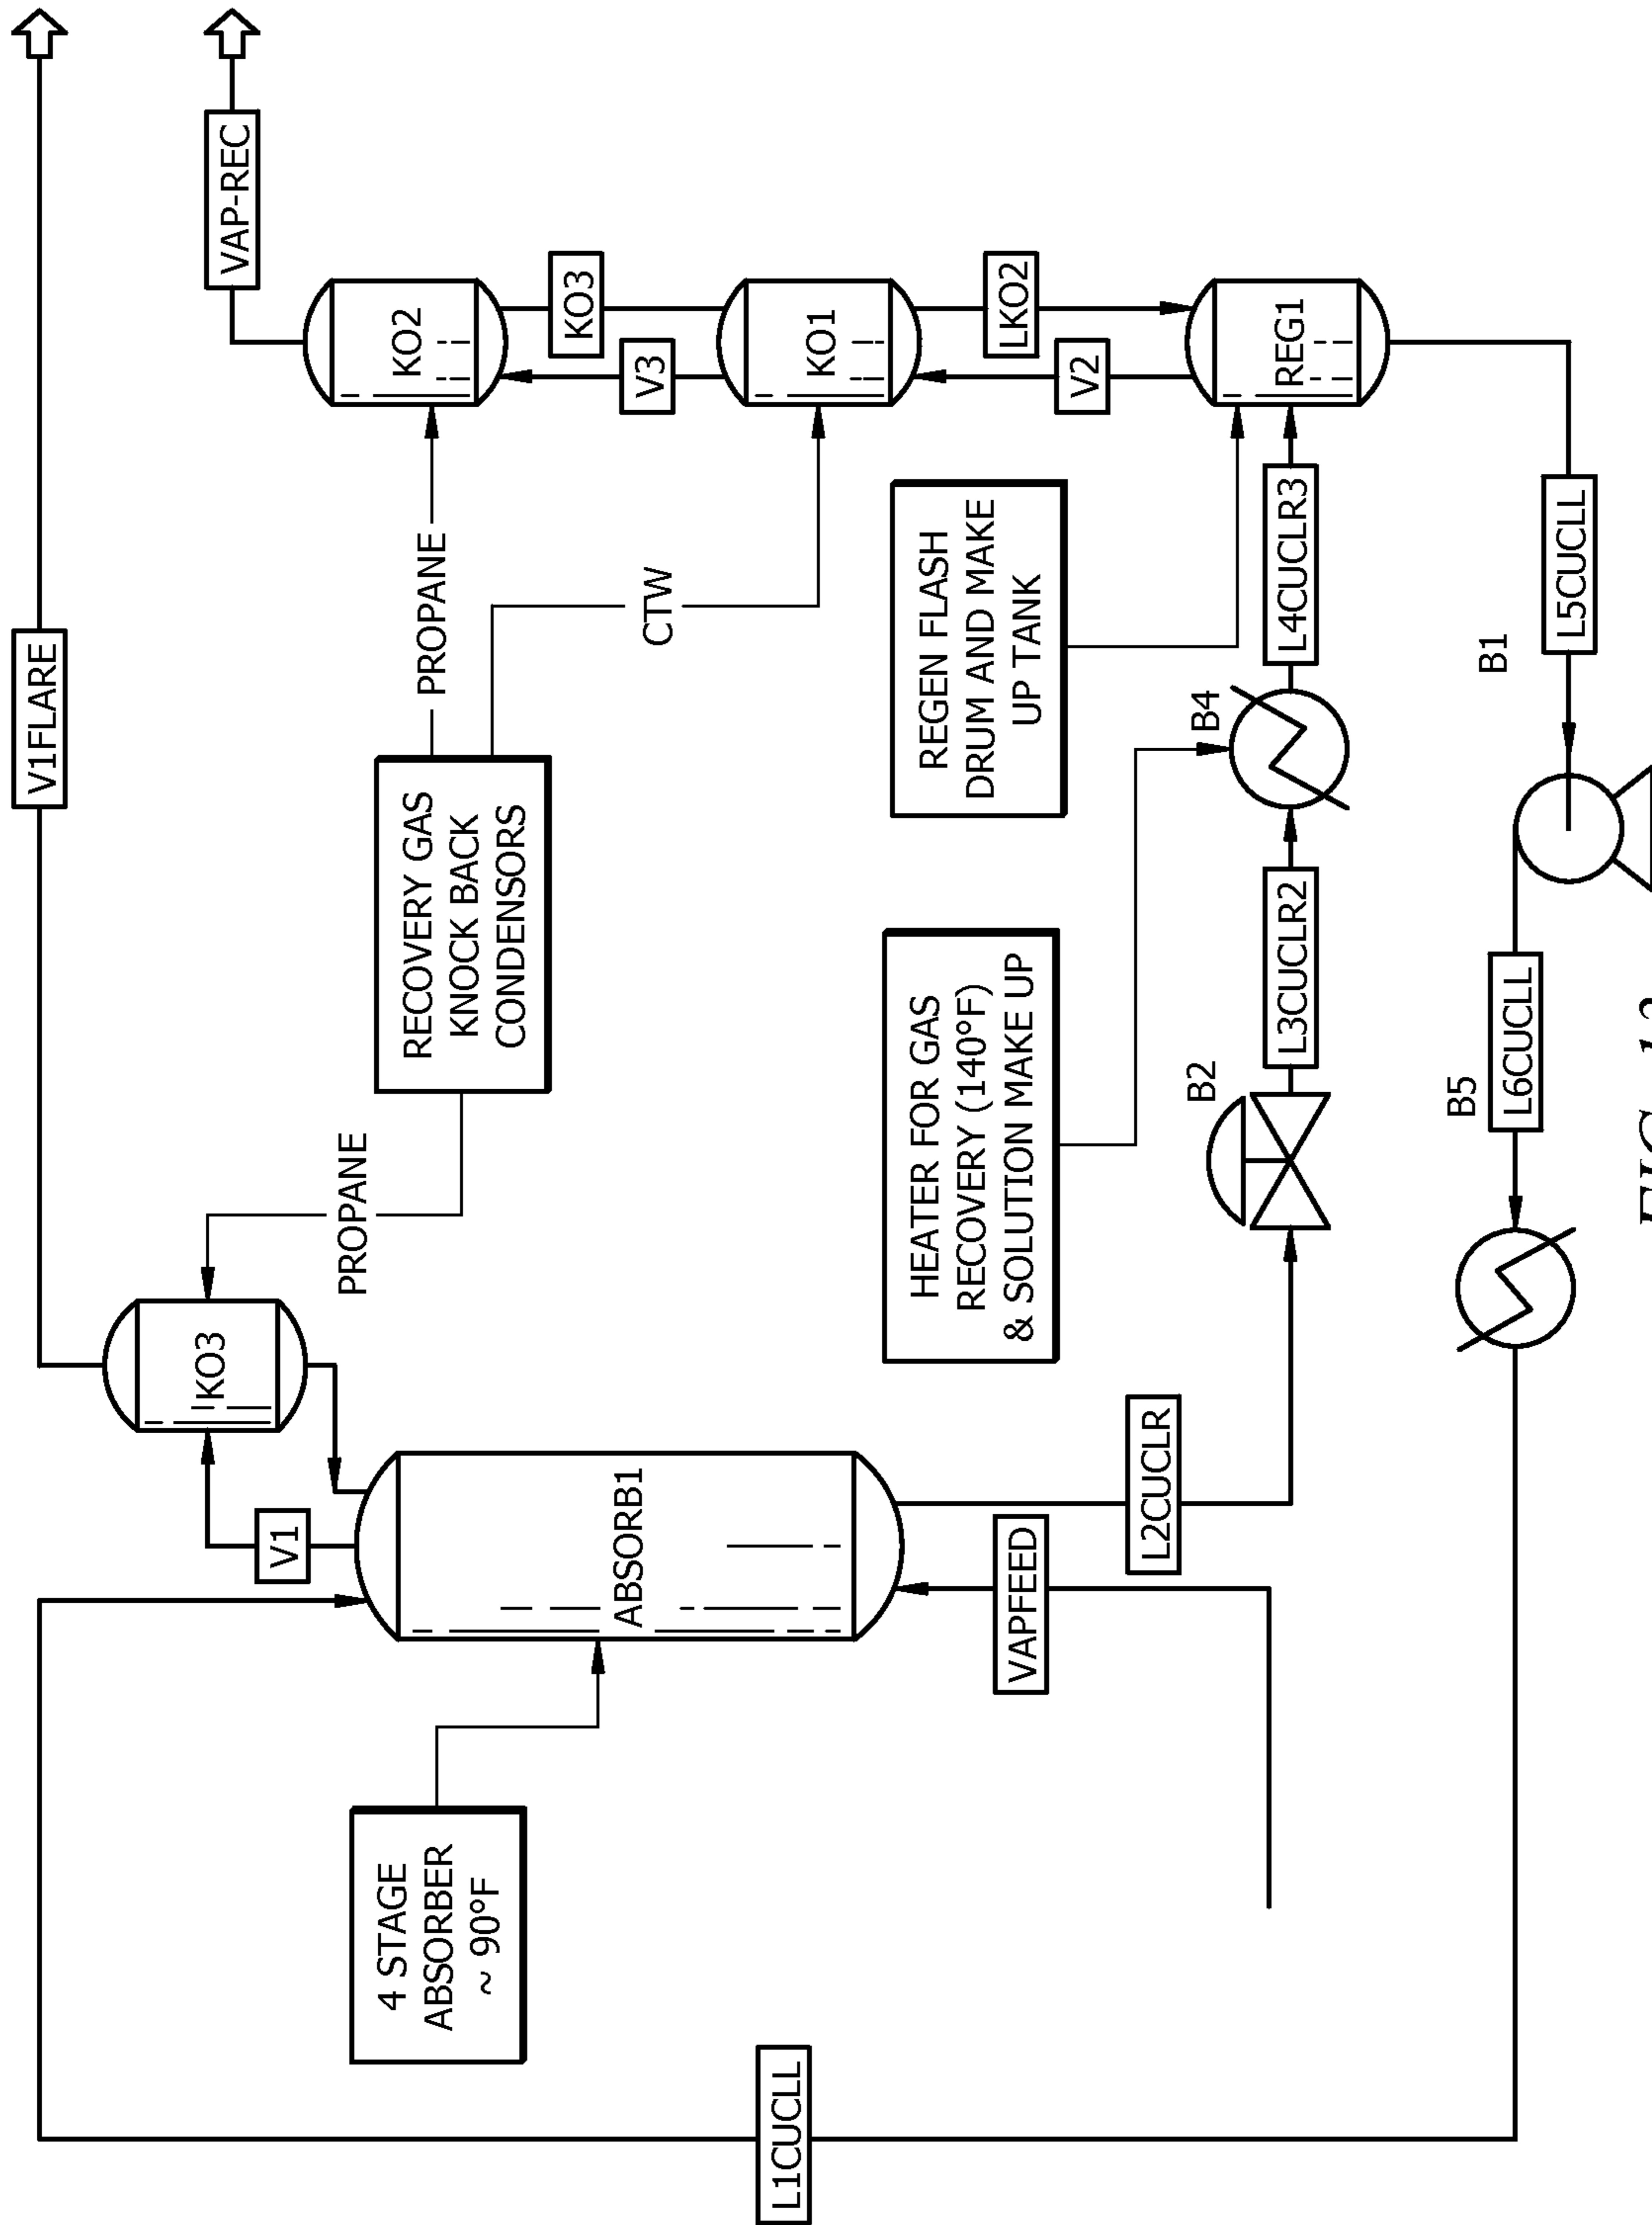 V1FLARE
KO3
VAP-REC
V1
PROPANE
4 STAGE
ABSORBER
~ 90°F
RECOVERY GAS
KNOCK BACK
CONDENSORS
PROPANE
KO2
KO3
ABSORB1
V3
CTW
L1CUCLL
KO1
HEATER FOR GAS
RECOVERY (140°F)
& SOLUTION MAKE UP
REGEN FLASH
DRUM AND MAKE
UP TANK
LKO2
VAPFEED
V2
L2CUCLR
B2
B4
L3CUCLR2
L4CUCLR3
REG1
B5
B1
L6CUCLL
L5CUCLL